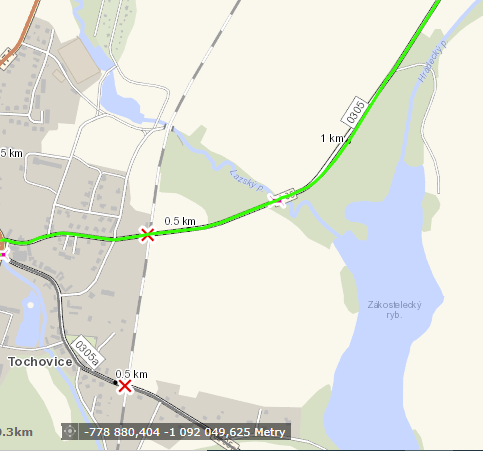 Hradecký p.
0305
1 km
5 km
Lazský p.
0.5 km
Zákostelecký
ryb.
0305a
Tochovice
0.5 km
0.3km
-778 880,404 -1 092 049,625 Metry